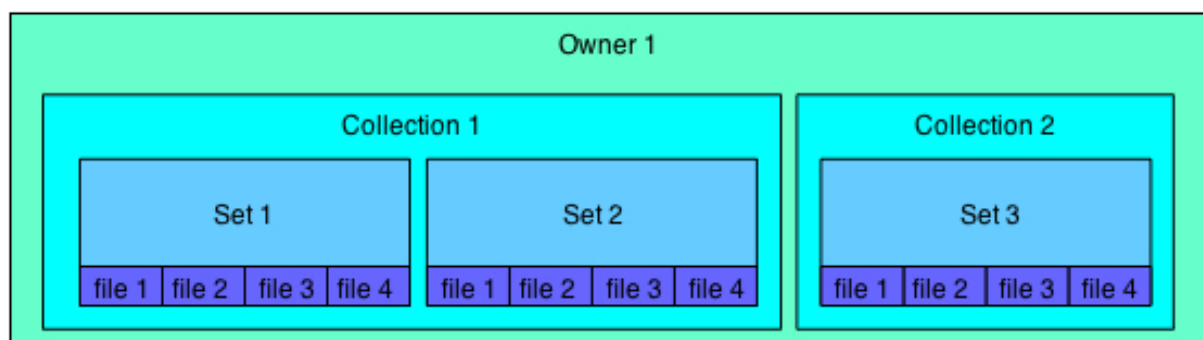 Owner 1
Collection 1
Collection 2
Set 1
Set 2
Set 3
file 1 file 2 file 3 file 4
file 1 file 2 file 3 file 4
file 1 file 2 file 3 file 4